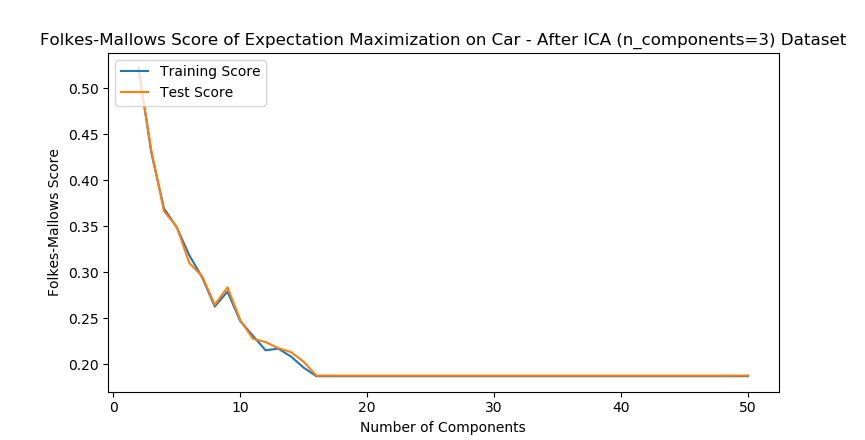 Folkes-Mallows Score of Expectation Maximization on Car - After ICA (n_components=3) Dataset
Training Score
Test Score
0.50
0.45
0.40
0.35
0.30
0.25
0.20
Folkes-Mallows Score
0
10
20
30
40
50
Number of Components